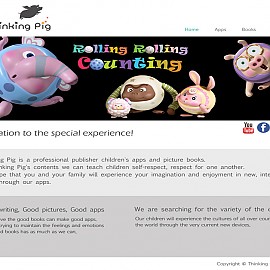 inking Pig
Home Apps Books
Rolling Rolling
Counting
You Tube f
ation to the special experience!
g Pig is a professional publisher children's apps and picture books.
nking Pig's contents we can teach children self-respect, respect for one another.
pe that you and your family will experience your imagination and enjoyment in new, inte
hrough our apps.
writing, Good pictures, Good apps
eve the good books can make good apps.
rying to maintain the feelings and emotions
d books has as much as we can.
We are searching for the variety of the c
Our children will experience the cultures of all over count
the world through the very current new devices.
Copyright © Thinking